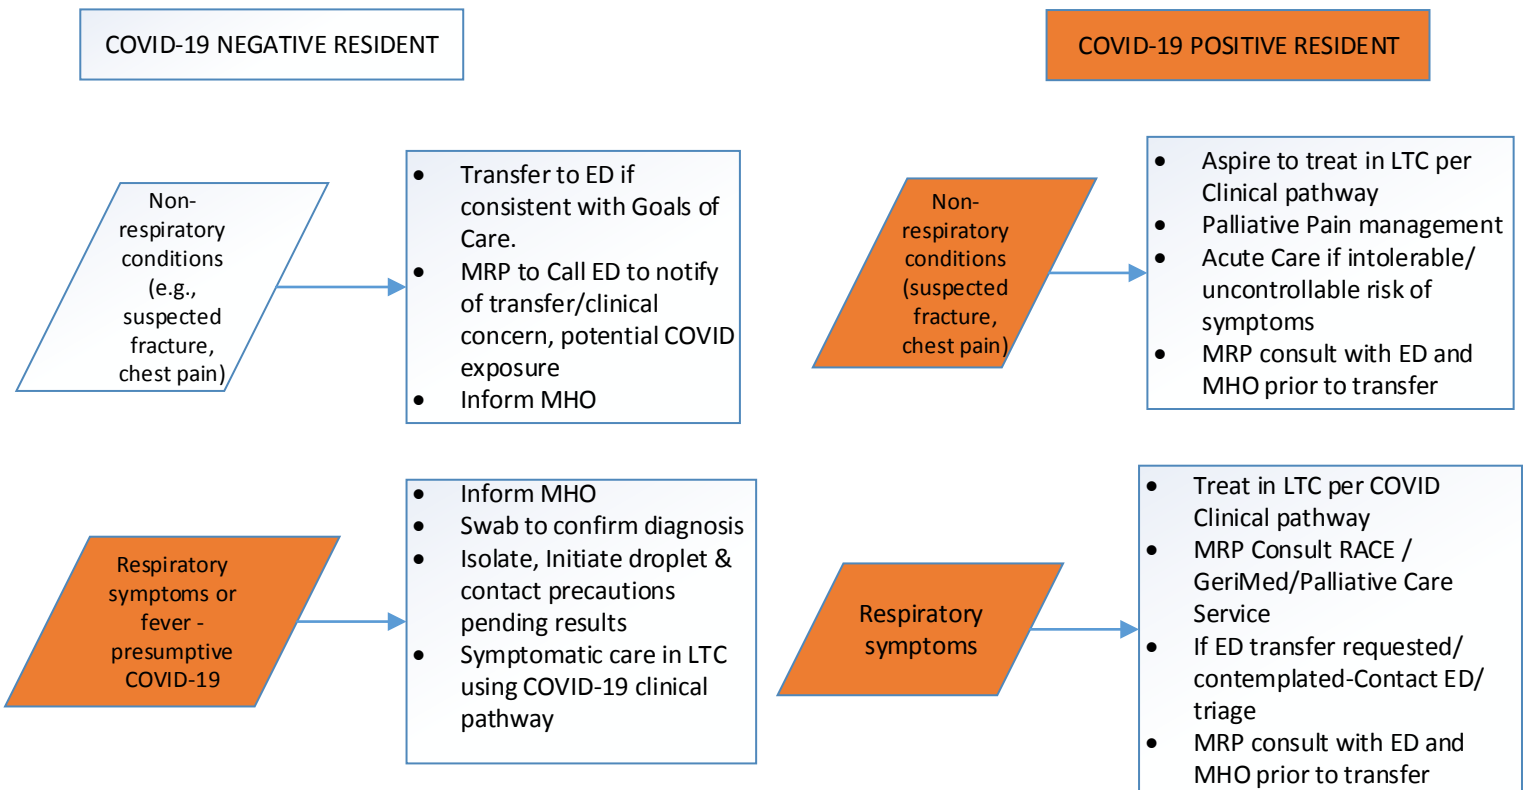 COVID-19 NEGATIVE RESIDENT
COVID-19 POSITIVE RESIDENT
Non-
respiratory
conditions
(e.g.,
suspected
fracture,
chest pain)
• Transfer to ED if
consistent with Goals of
Care.
• MRP to Call ED to notify
of transfer/clinical
concern, potential COVID
exposure
• Inform MHO
Non-
respiratory
conditions
(suspected
fracture,
chest pain)
• Aspire to treat in LTC per
Clinical pathway
• Palliative Pain management
• Acute Care if intolerable/
uncontrollable risk of
symptoms
• MRP consult with ED and
MHO prior to transfer
Respiratory
symptoms or
fever -
presumptive
COVID-19
• Inform MHO
• Swab to confirm diagnosis
• Isolate, Initiate droplet &
contact precautions
pending results
• Symptomatic care in LTC
using COVID-19 clinical
pathway
Respiratory
symptoms
• Treat in LTC per COVID
Clinical pathway
• MRP Consult RACE /
GeriMed/Palliative Care
Service
• If ED transfer requested/
contemplated-Contact ED/
triage
• MRP consult with ED and
MHO prior to transfer